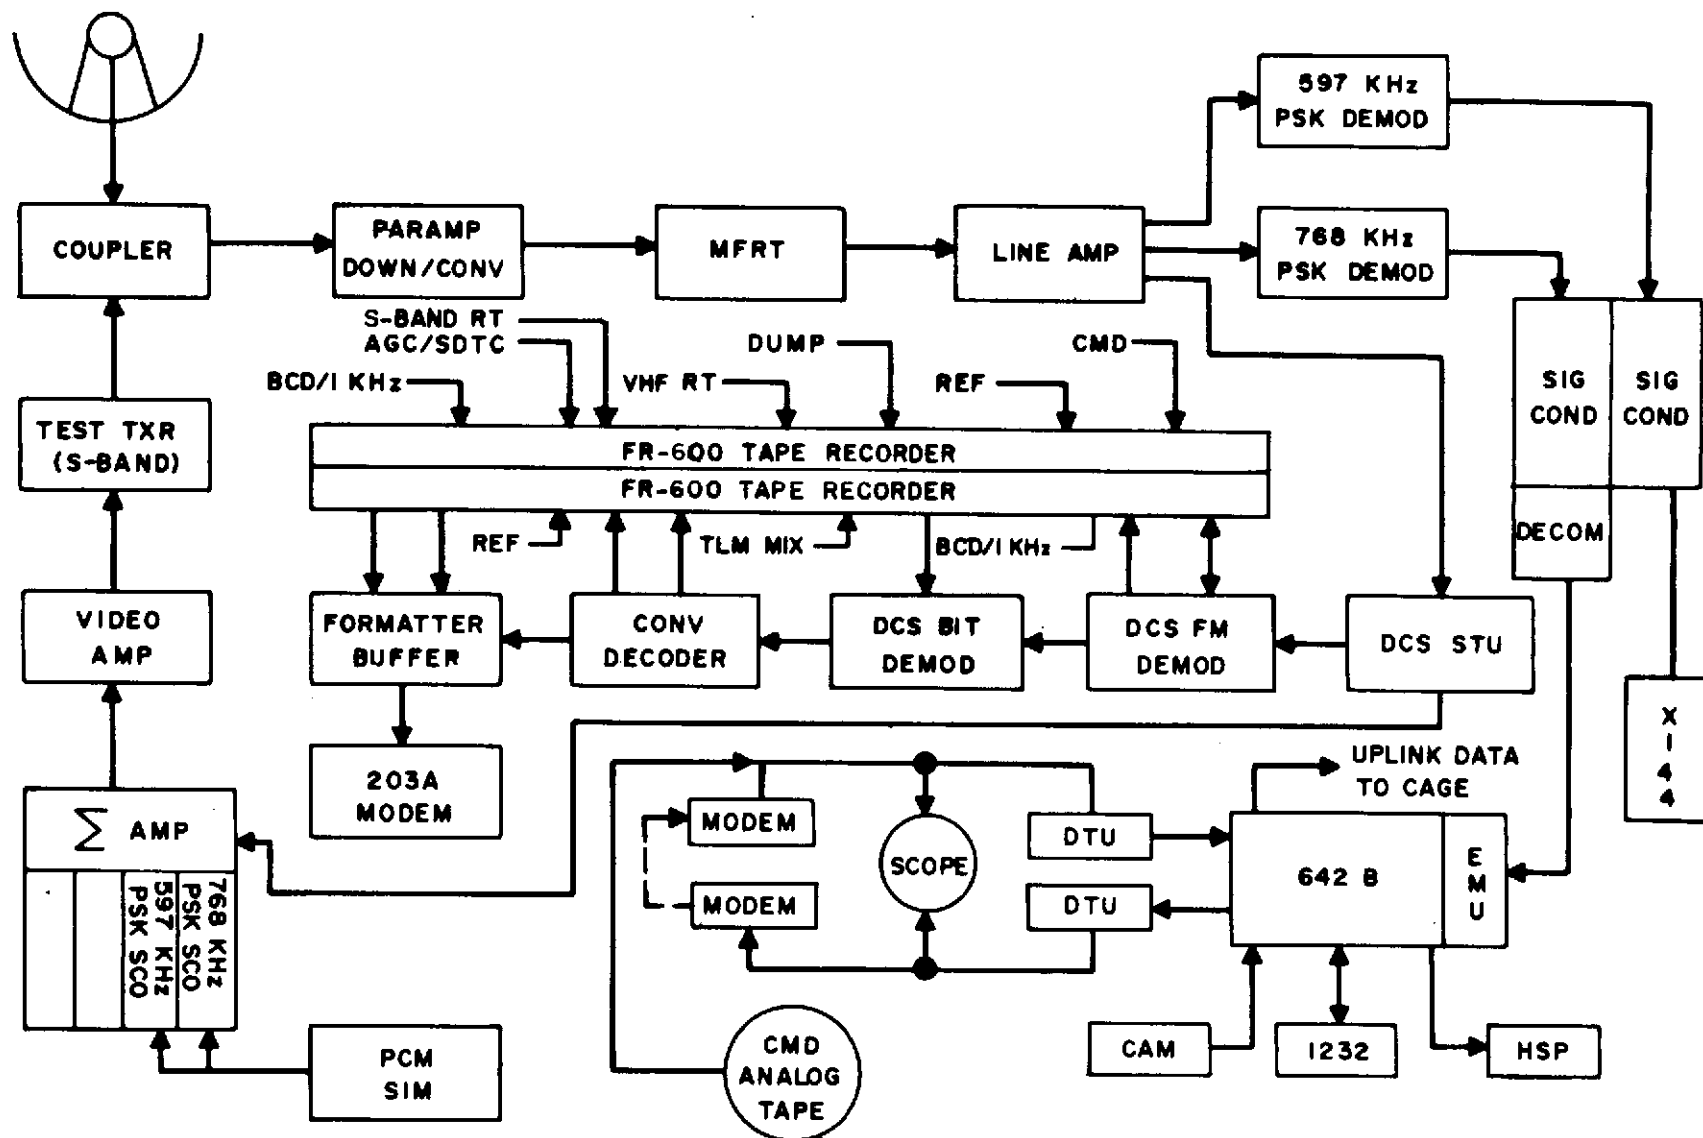 597 KHz
PSK DEMOD
COUPLER
PARAMP
DOWN/CONV
MFRT
LINE AMP
768 KHz
PSK DEMOD
S-BAND RT
AGC/SDTC
DUMP
CMD
BCD/1 KHz
VHF RT
REF
SIG
COND
SIG
COND
TEST TXR
(S-BAND)
FR-600 TAPE RECORDER
FR-600 TAPE RECORDER
REF
TLM MIX
BCD/1 KHz
DECOM
VIDEO
AMP
FORMATTER
BUFFER
CONV
DECODER
DCS BIT
DEMOD
DCS FM
DEMOD
DCS STU
X144
203A
MODEM
UPLINK DATA
TO CAGE
∑ AMP
MODEM
SCOPE
DTU
642 B
EMU
MODEM
DTU
768 KHz
PSK SCO
597 KHz
PSK SCO
PCM
SIM
CMD
ANALOG
TAPE
CAM
1232
HSP